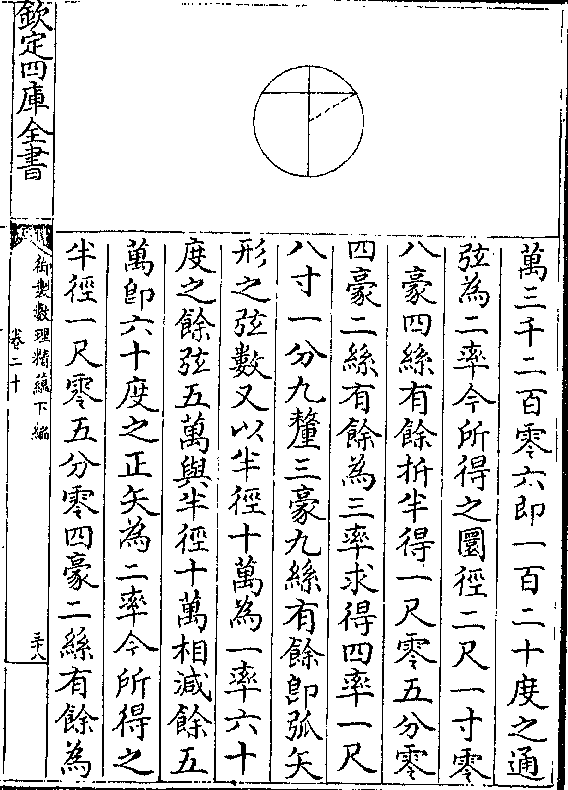 萬三千二百零六即一百二十度之通
弦為二率今所得之圜徑二尺一寸零
八豪四絲有餘折半得一尺零五分零
四豪二絲有餘為三率求得四率一尺
八寸一分九釐三豪九絲有餘即弧矢
形之弦數又以半徑十萬為一率六十
度之餘弦五萬與半徑十萬相減餘五
萬即六十度之正矢為二率今所得之
半徑一尺零五分零四豪二絲有餘為
欽定四庫全書
御製數理精蘊下編
卷二十
三十八